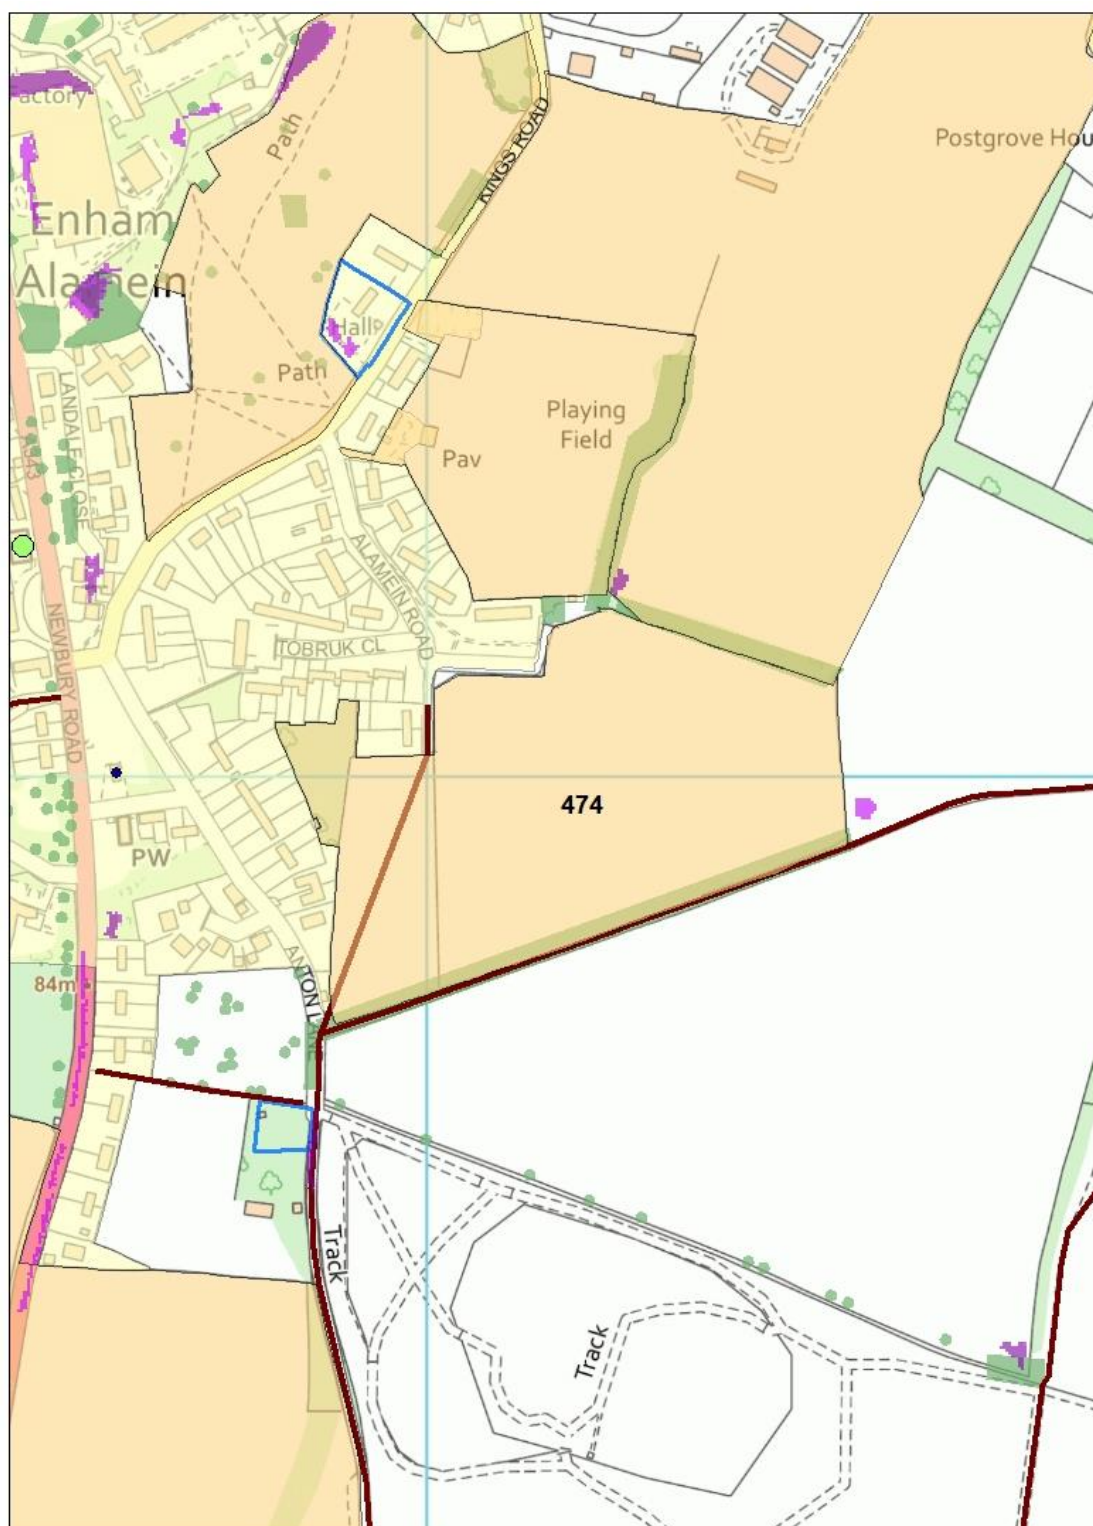 actory
Path
KINGS ROAD
Postgrove Hou
Enham
Alamein
Hall
Path
LANDALE CLOSE
A343
Playing
Field
Pav
ALAMEIN ROAD
TOBRUK CL
NEWBURY ROAD
474
PW
84m
ANTON LANE
Track
Track